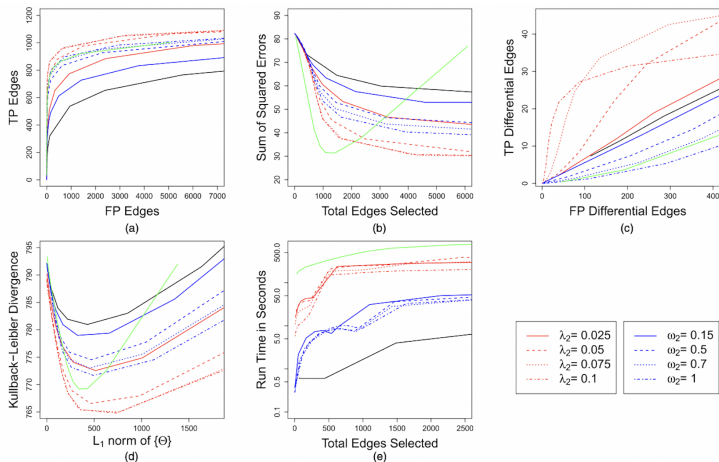 TP Edges
0 200 400 600 800 1000 1200
0 1000 2000 3000 4000 5000 6000 7000
FP Edges
(a)
Sum of Squared Errors
20 30 40 50 60 70 80 90
0 1000 2000 3000 4000 5000 6000
Total Edges Selected
(b)
TP Differential Edges
0 10 20 30 40
0 100 200 300 400
FP Differential Edges
(c)
Kullback−Leibler Divergence
765 770 775 780 785 790 795
0 500 1000 1500
L₁ norm of {Θ}
(d)
Run Time in Seconds
0.1 0.5 5.0 50.0 500.0
0 500 1000 1500 2000 2500
Total Edges Selected
(e)
λ₂= 0.025
λ₂= 0.05
λ₂= 0.075
λ₂= 0.1
ω₂= 0.15
ω₂= 0.5
ω₂= 0.7
ω₂= 1